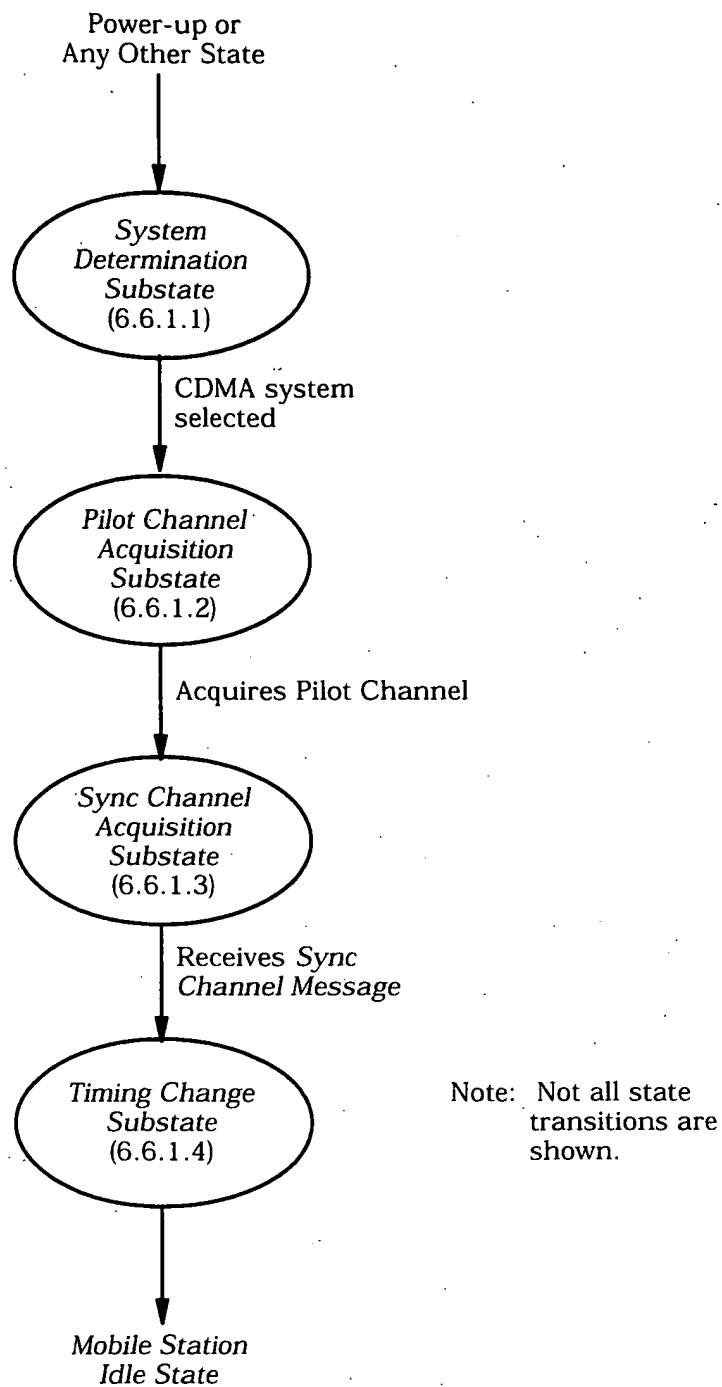 Power-up or
Any Other State
System
Determination
Substate
(6.6.1.1)
CDMA system
selected
Pilot Channel
Acquisition
Substate
(6.6.1.2)
Acquires Pilot Channel
Sync Channel
Acquisition
Substate
(6.6.1.3)
Receives Sync
Channel Message
Timing Change
Substate
(6.6.1.4)
Note: Not all state
transitions are
shown.
Mobile Station
Idle State